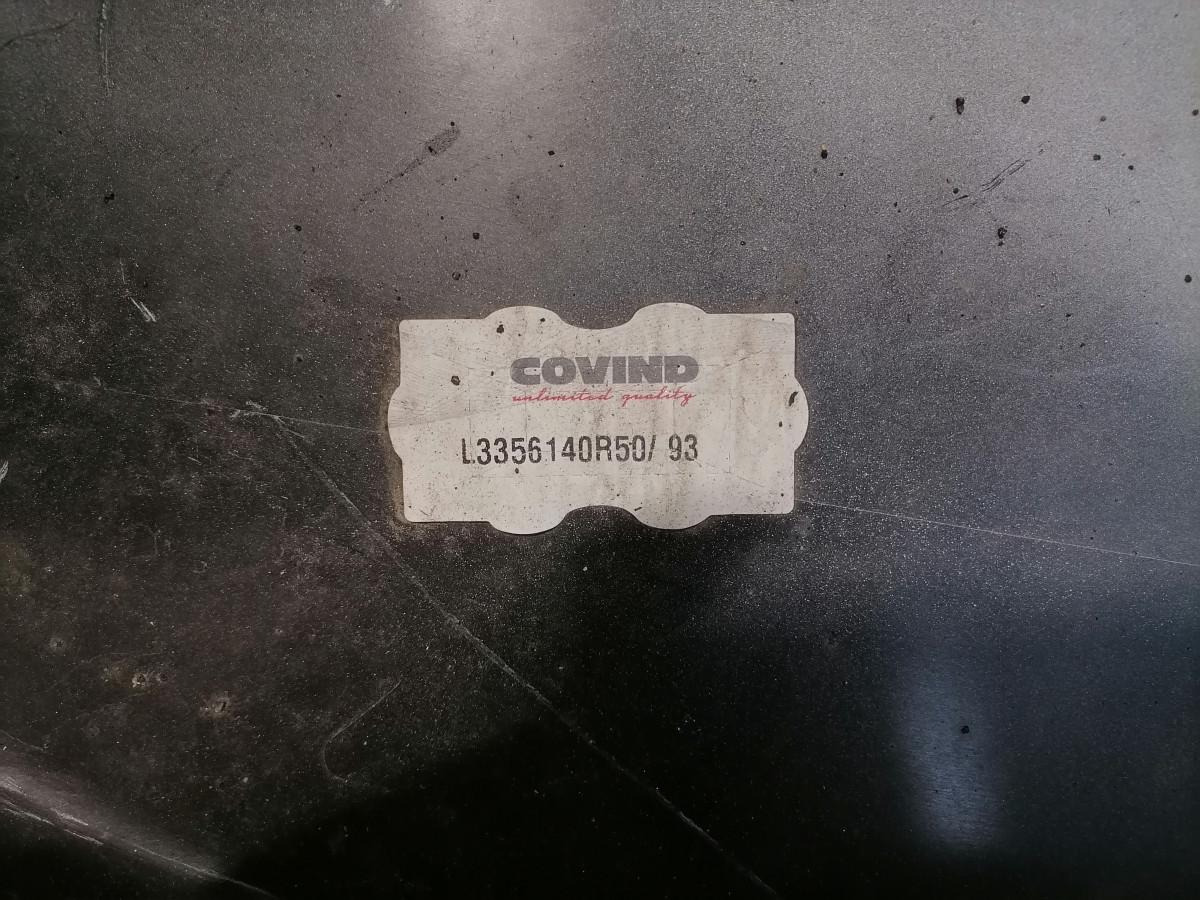 COVIND
unlimited quality
L3356140R50/ 93